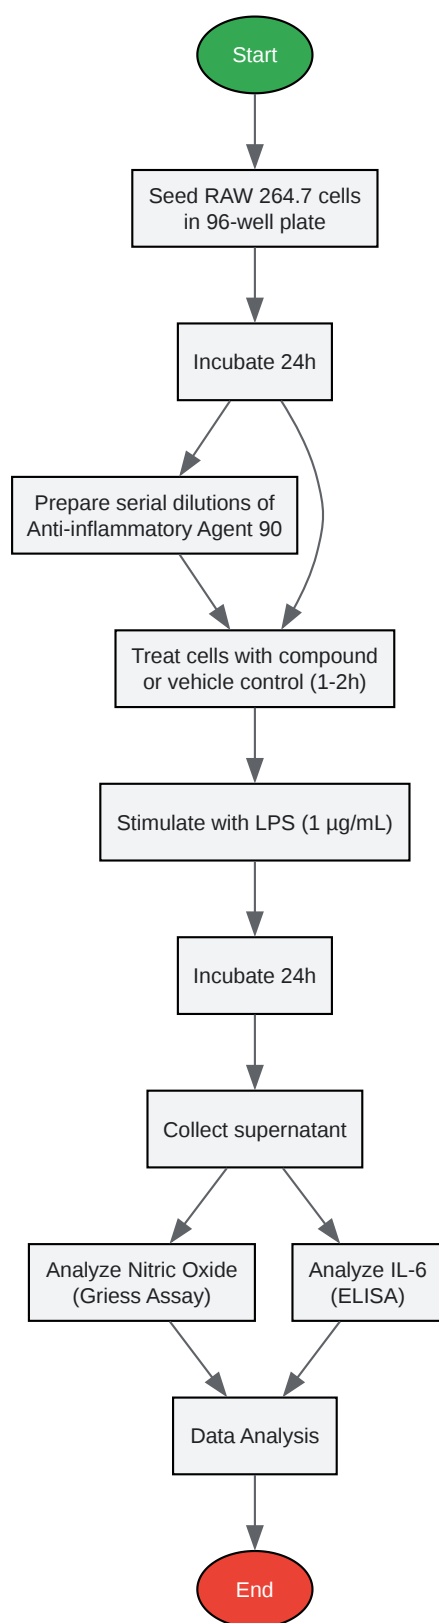 Start
Seed RAW 264.7 cells
in 96-well plate
Incubate 24h
Prepare serial dilutions of
Anti-inflammatory Agent 90
Treat cells with compound
or vehicle control (1-2h)
Stimulate with LPS (1 µg/mL)
Incubate 24h
Collect supernatant
Analyze Nitric Oxide
(Griess Assay)
Analyze IL-6
(ELISA)
Data Analysis
End